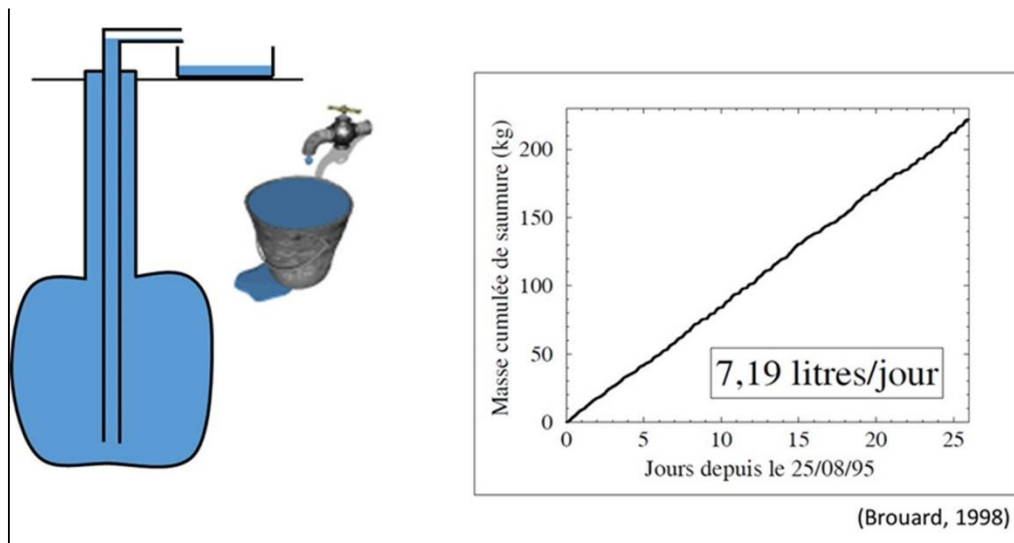 Masse cumulée de saumure (kg)
200
150
100
50
0
7,19 litres/jour
0 5 10 15 20 25
Jours depuis le 25/08/95
(Brouard, 1998)